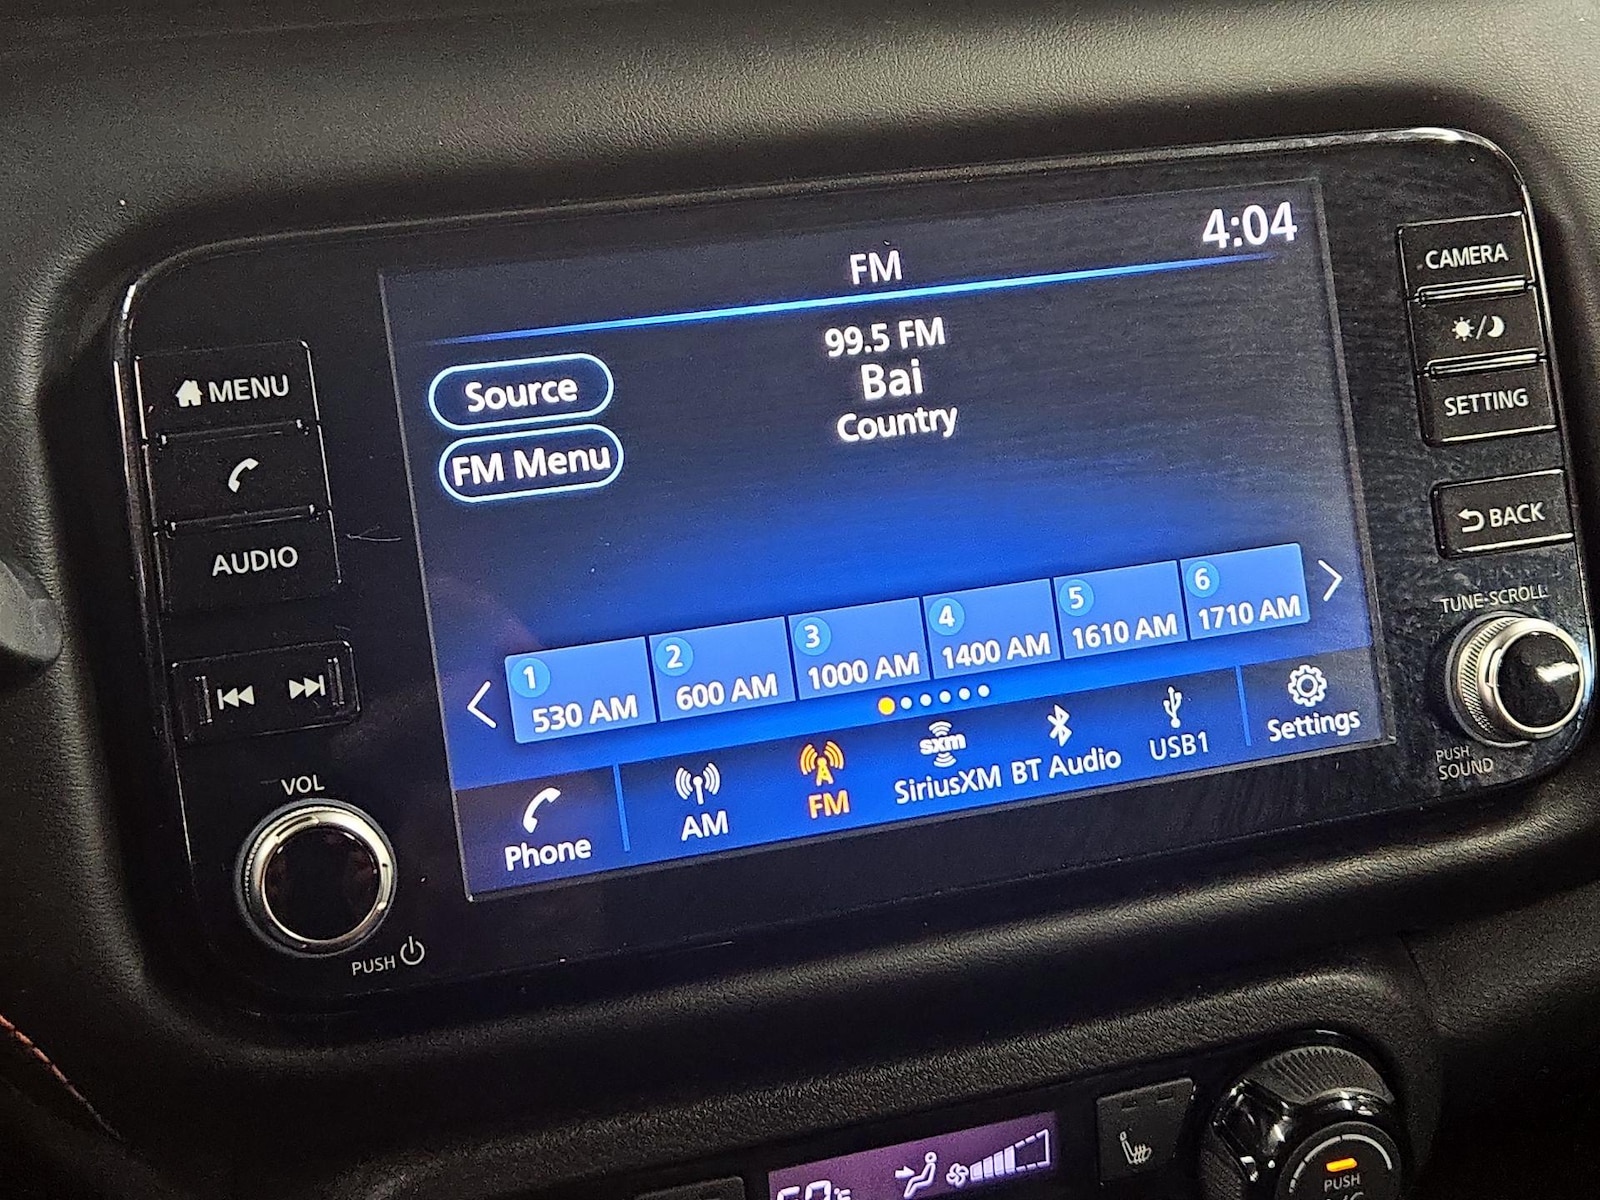 4:04
FM
99.5 FM
Bai
Country
Source
FM Menu
1
530 AM
2
600 AM
3
1000 AM
4
1400 AM
5
1610 AM
6
1710 AM
Phone
AM
FM
sxm
SiriusXM
BT Audio
USB1
Settings
MENU
AUDIO
VOL
PUSH
CAMERA
SETTING
BACK
TUNE·SCROLL
PUSH
SOUND
PUSH